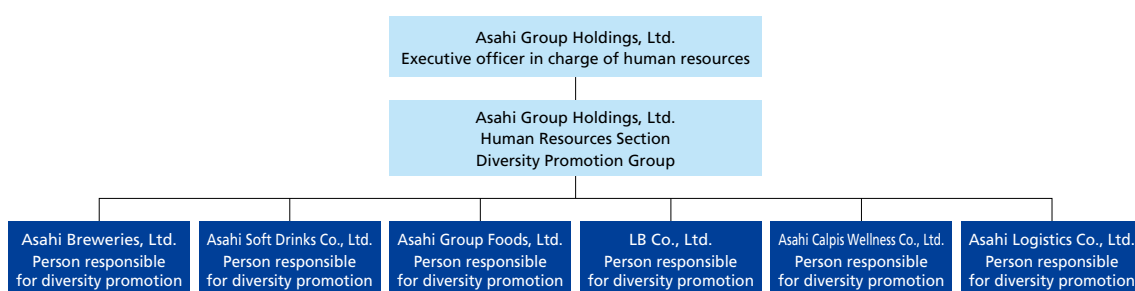 Asahi Group Holdings, Ltd.
Executive officer in charge of human resources
Asahi Group Holdings, Ltd.
Human Resources Section
Diversity Promotion Group
Asahi Breweries, Ltd.
Person responsible
for diversity promotion
Asahi Soft Drinks Co., Ltd.
Person responsible
for diversity promotion
Asahi Group Foods, Ltd.
Person responsible
for diversity promotion
LB Co., Ltd.
Person responsible
for diversity promotion
Asahi Calpis Wellness Co., Ltd.
Person responsible
for diversity promotion
Asahi Logistics Co., Ltd.
Person responsible
for diversity promotion